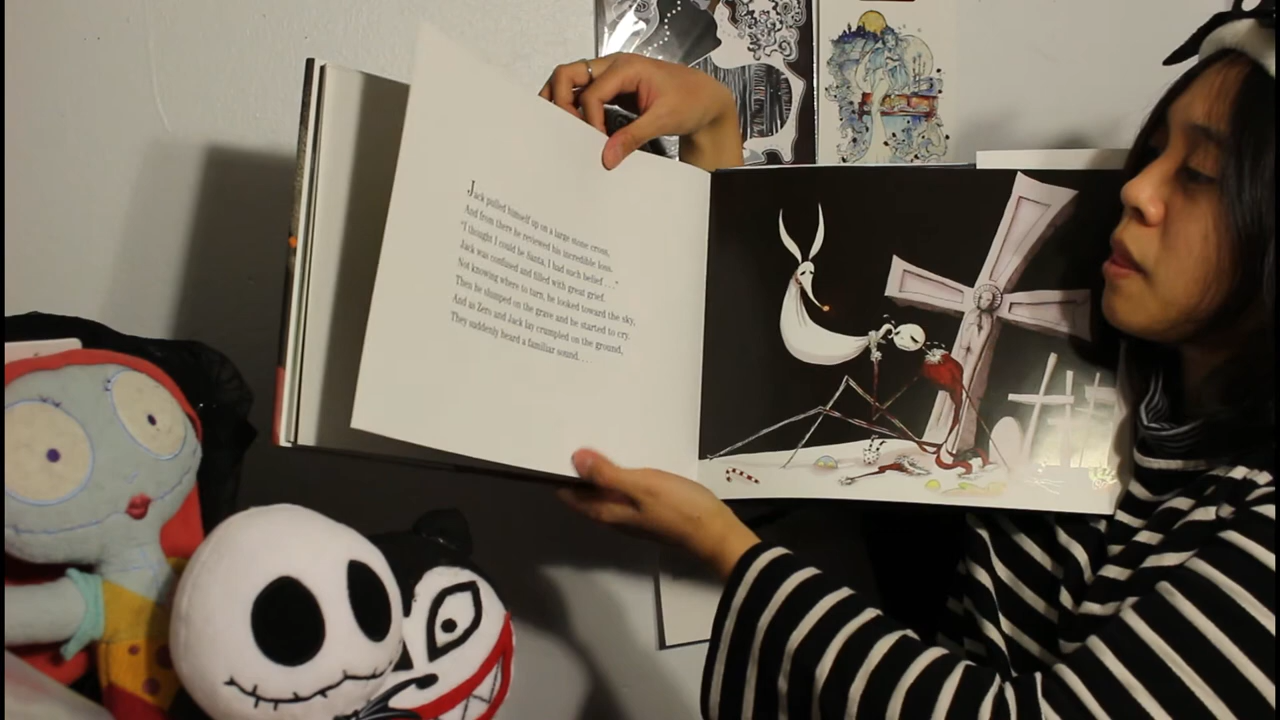 Jack pulled himself up on a large stone cross,
And from there he reviewed his incredible loss.
"I thought I could be Santa, I had such belief . . ."
Jack was confused and filled with great grief.
Not knowing where to turn, he looked toward the sky,
Then he slumped on the grave and he started to cry.
And as Zero and Jack lay crumpled on the ground,
They suddenly heard a familiar sound. . . .